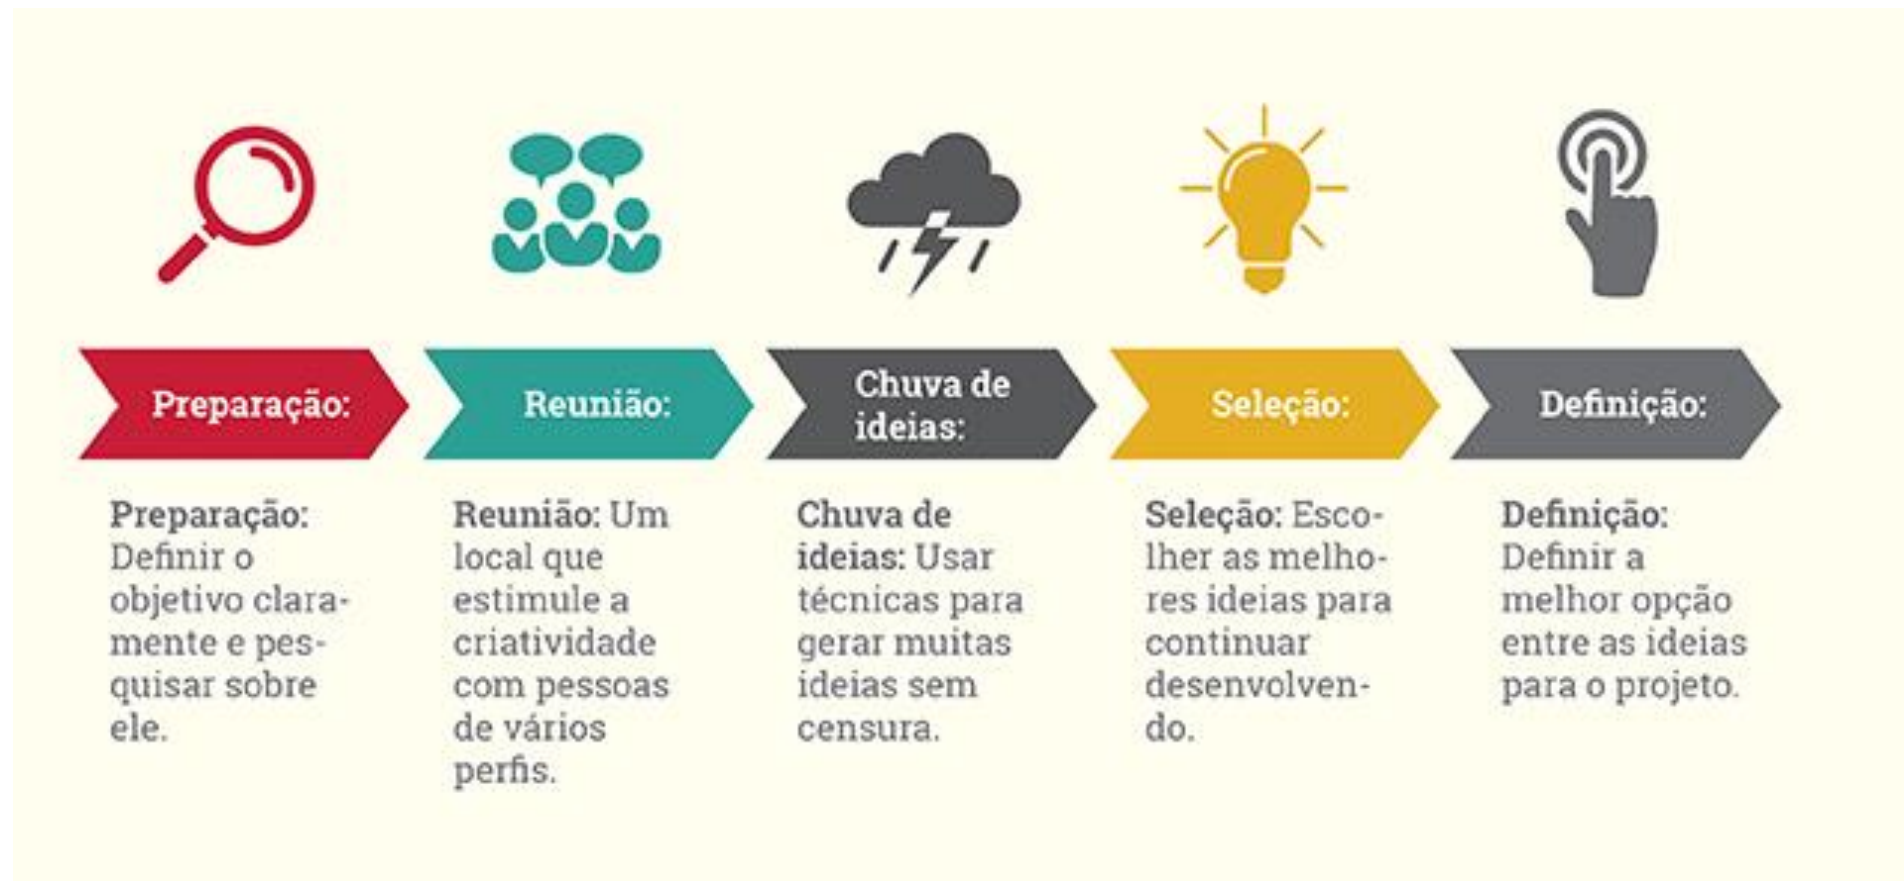 Preparação:
Reunião:
Chuva de
ideias:
Seleção:
Definição:
Preparação:
Definir o
objetivo clara-
mente e pes-
quisar sobre
ele.
Reunião: Um
local que
estimule a
criatividade
com pessoas
de vários
perfis.
Chuva de
ideias: Usar
técnicas para
gerar muitas
ideias sem
censura.
Seleção: Esco-
lher as melho-
res ideias para
continuar
desenvolven-
do.
Definição:
Definir a
melhor opção
entre as ideias
para o projeto.